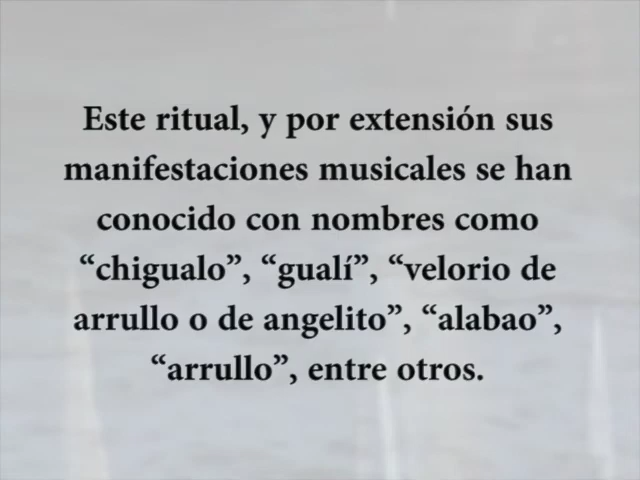 Este ritual, y por extensión sus
manifestaciones musicales se han
conocido con nombres como
“chigualo”, “gualí”, “velorio de
arrullo o de angelito”, “alabao”,
“arrullo”, entre otros.